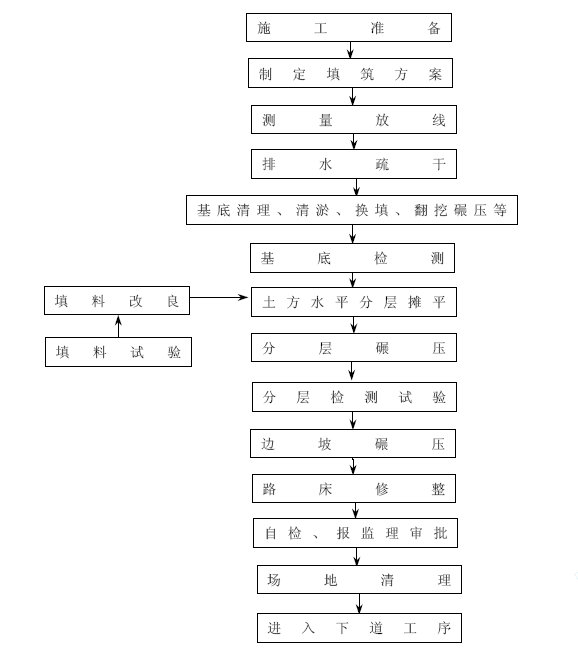 施工准备
制定填筑方案
测量放线
排水疏干
基底清理、清淤、换填、翻挖碾压等
基底检测
填料改良
土方水平分层摊平
分层碾压
填料试验
分层检测试验
边坡碾压
路床修整
自检、报监理审批
场地清理
进入下道工序